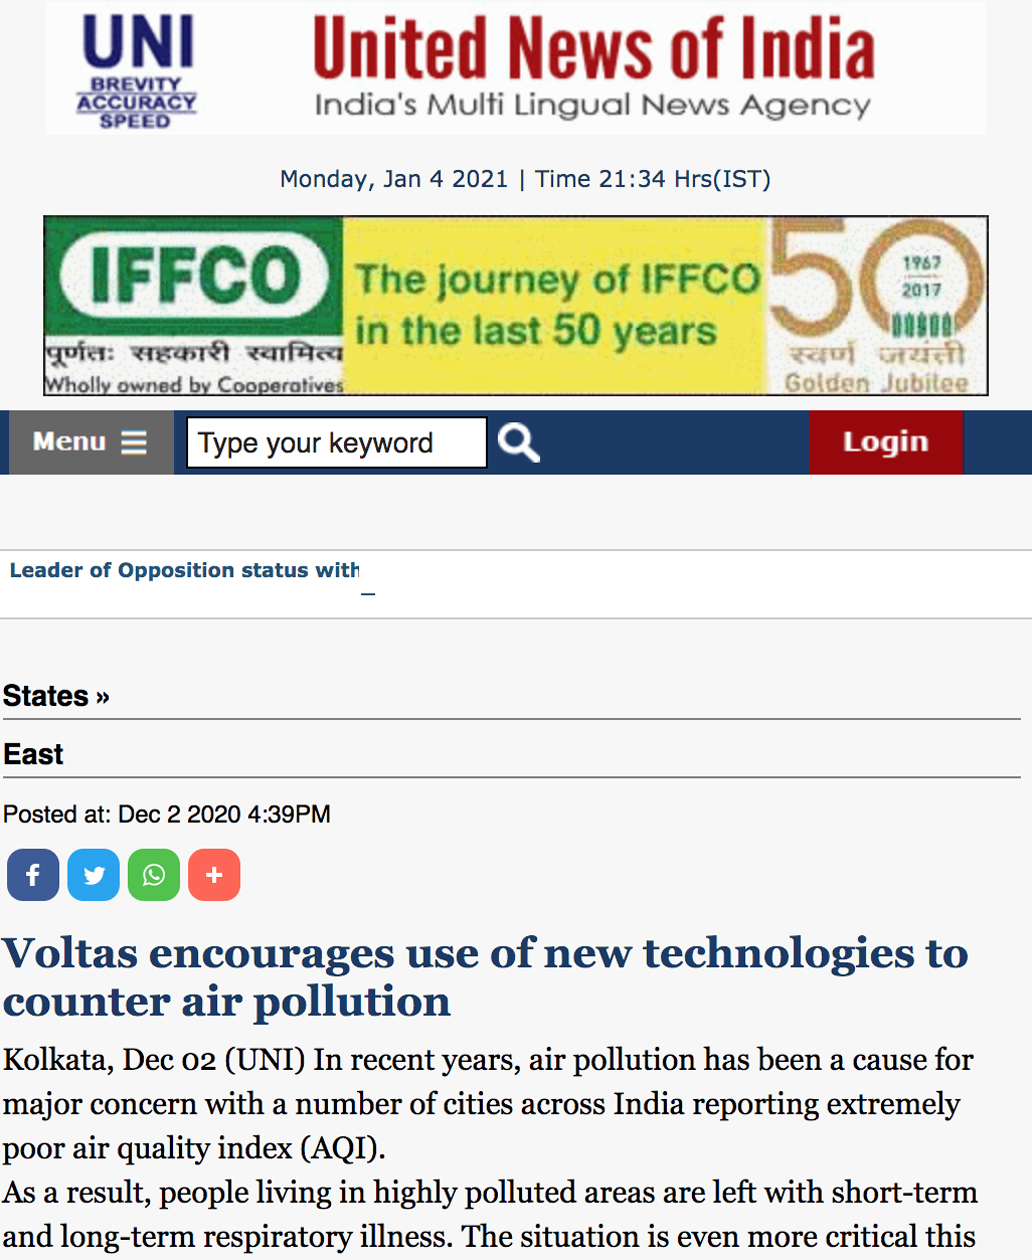 UNI
BREVITY
ACCURACY
SPEED
United News of India
India's Multi Lingual News Agency
Monday, Jan 4 2021 | Time 21:34 Hrs(IST)
IFFCO
पूर्णतः सहकारी स्वामित्व
Wholly owned by Cooperatives
The journey of IFFCO
in the last 50 years
50
1967
2017
स्वर्ण जयंती
Golden Jubilee
Menu
Type your keyword
Login
Leader of Opposition status with_
States »
East
Posted at: Dec 2 2020 4:39PM
Voltas encourages use of new technologies to
counter air pollution
Kolkata, Dec 02 (UNI) In recent years, air pollution has been a cause for
major concern with a number of cities across India reporting extremely
poor air quality index (AQI).
As a result, people living in highly polluted areas are left with short-term
and long-term respiratory illness. The situation is even more critical this